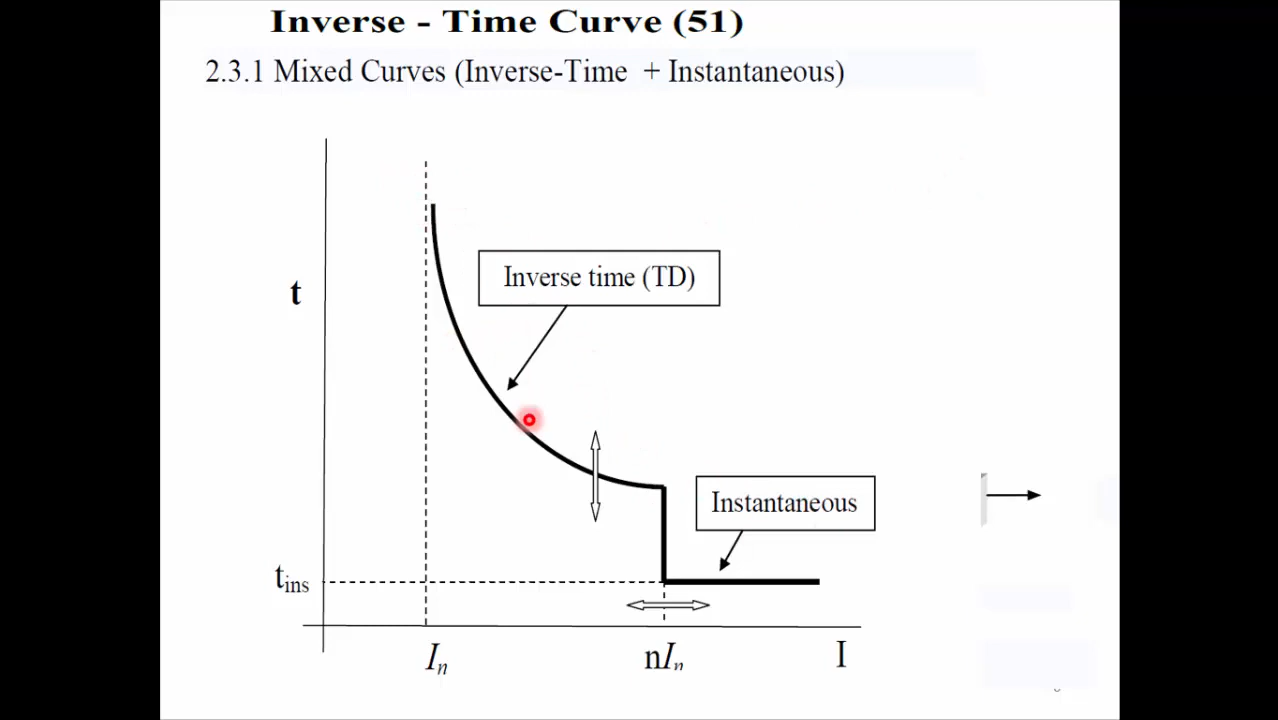 Inverse - Time Curve (51)
2.3.1 Mixed Curves (Inverse-Time + Instantaneous)
Inverse time (TD)
t
Instantaneous
tins
In
nIn
I